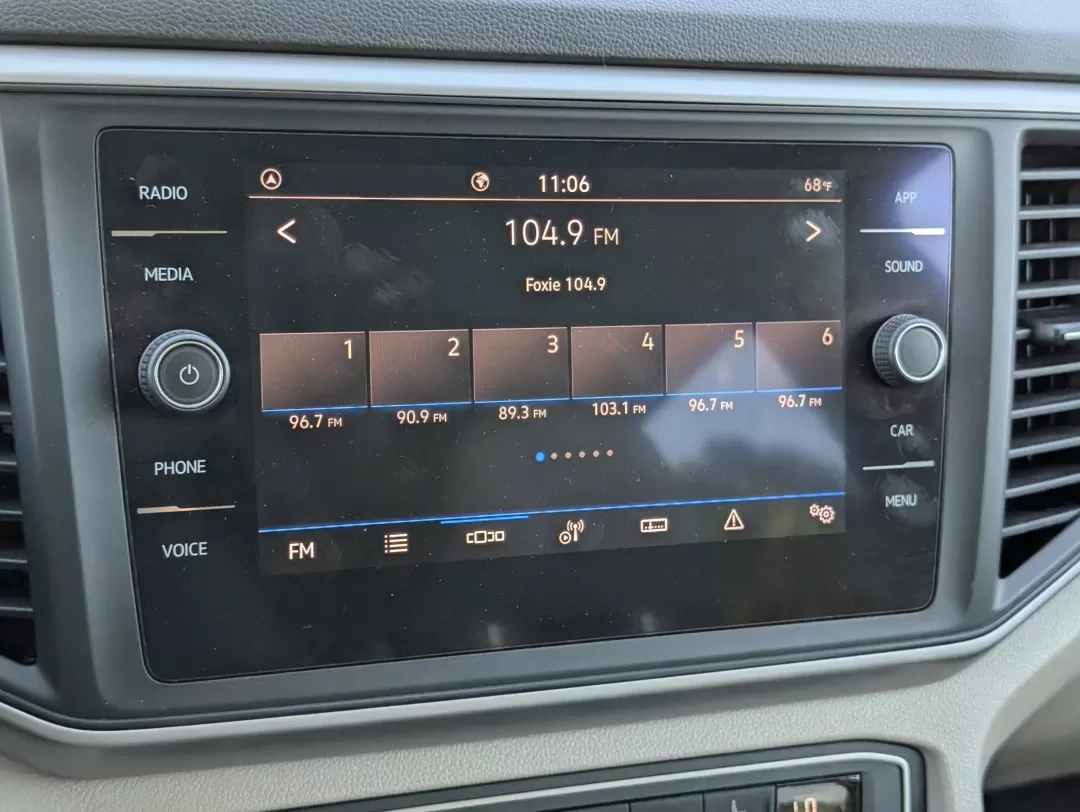 RADIO
MEDIA
PHONE
VOICE
11:06
68°F
104.9 FM
Foxie 104.9
1 2 3 4 5 6
96.7 FM 90.9 FM 89.3 FM 103.1 FM 96.7 FM 96.7 FM
FM
APP
SOUND
CAR
MENU